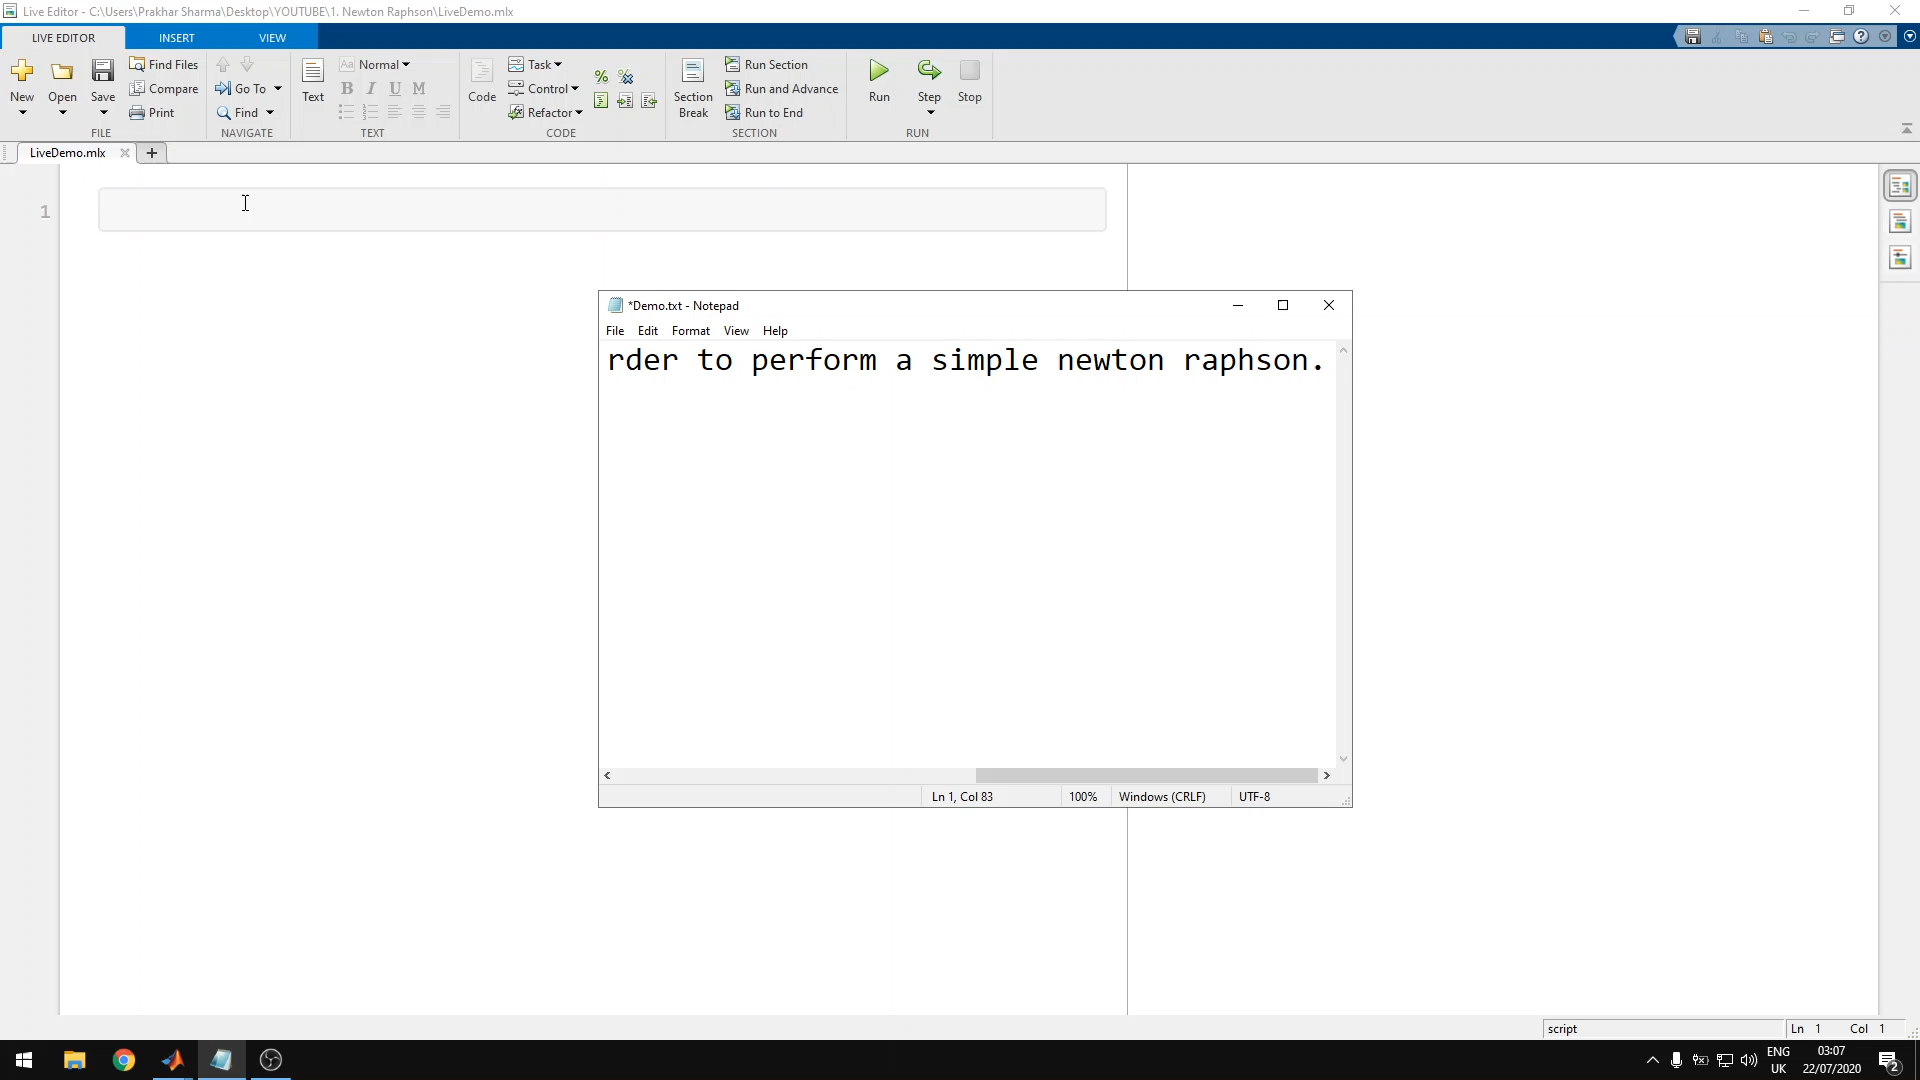 Live Editor - C:\Users\Prakhar Sharma\Desktop\YOUTUBE\1. Newton Raphson\LiveDemo.mlx
LIVE EDITOR INSERT VIEW
New
Open
Save
Find Files
Compare
Print
FILE
Go To
Find
NAVIGATE
Text
Aa Normal
B I U M
TEXT
Code
Task
Control
Refactor
CODE
Section Break
Run Section
Run and Advance
Run to End
SECTION
Run
Step
Stop
RUN
LiveDemo.mlx
1
*Demo.txt - Notepad
File Edit Format View Help
rder to perform a simple newton raphson.
Ln 1, Col 83 100% Windows (CRLF) UTF-8
script Ln 1 Col 1
ENG
UK
03:07
22/07/2020
2